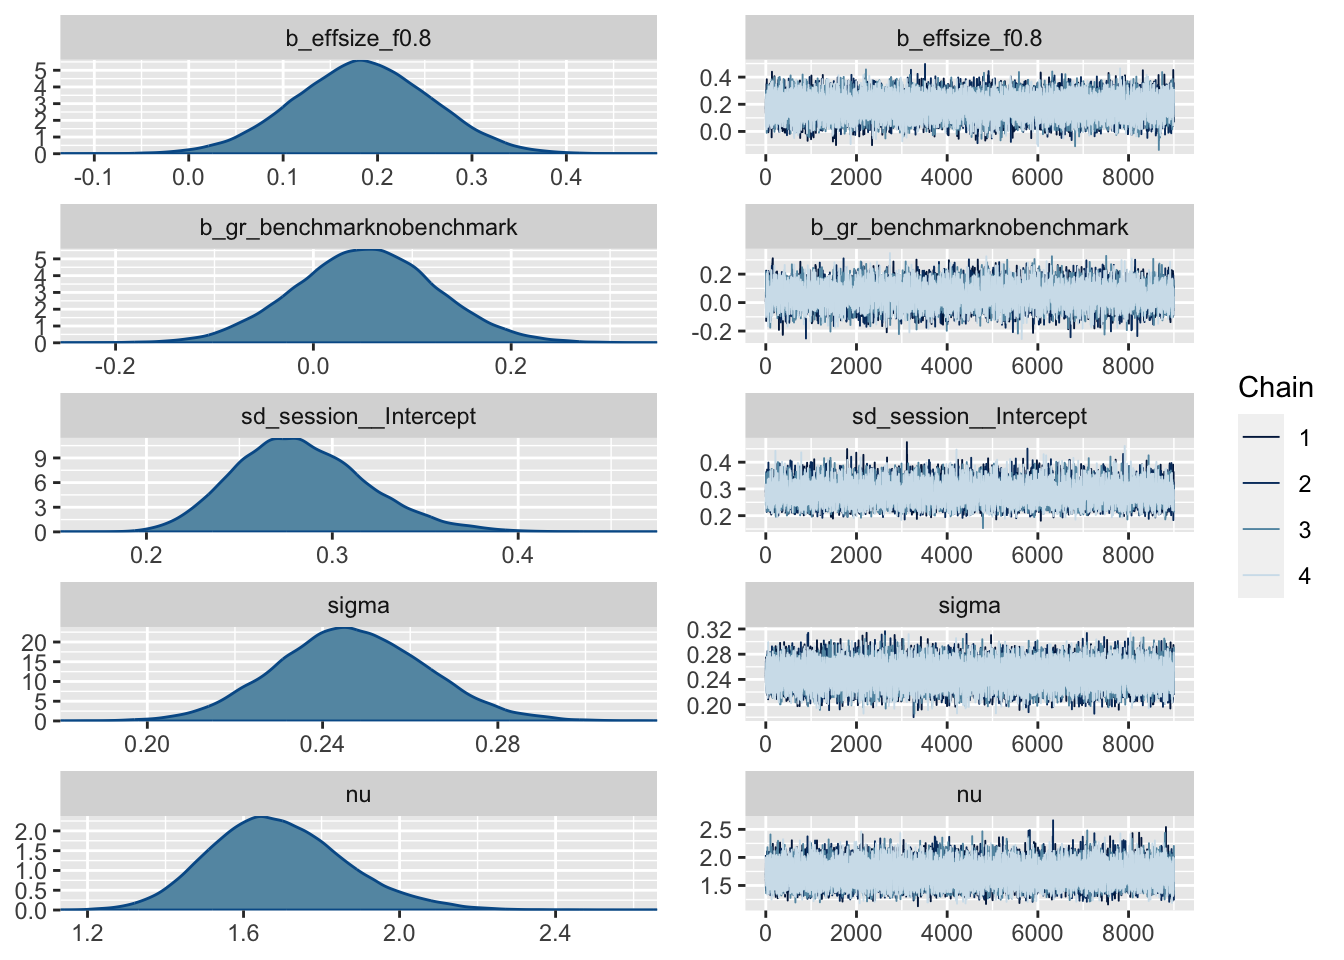 b_effsize_f0.8
5
4
3
2
1
0
-0.1 0.0 0.1 0.2 0.3 0.4
b_effsize_f0.8
0.4
0.2
0.0
0 2000 4000 6000 8000
b_gr_benchmarknobenchmark
5
4
3
2
1
0
-0.2 0.0 0.2
b_gr_benchmarknobenchmark
0.2
0.0
-0.2
0 2000 4000 6000 8000
sd_session__Intercept
9
6
3
0
0.2 0.3 0.4
sd_session__Intercept
0.4
0.3
0.2
0 2000 4000 6000 8000
sigma
20
15
10
5
0
0.20 0.24 0.28
sigma
0.32
0.28
0.24
0.20
0 2000 4000 6000 8000
nu
2.0
1.5
1.0
0.5
0.0
1.2 1.6 2.0 2.4
nu
2.5
2.0
1.5
0 2000 4000 6000 8000
Chain
1
2
3
4